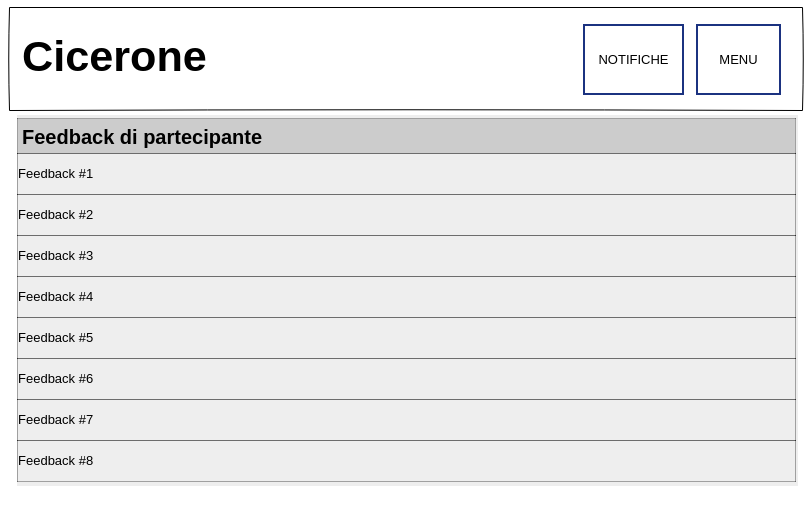 Cicerone
NOTIFICHE
MENU
Feedback di partecipante
Feedback #1
Feedback #2
Feedback #3
Feedback #4
Feedback #5
Feedback #6
Feedback #7
Feedback #8